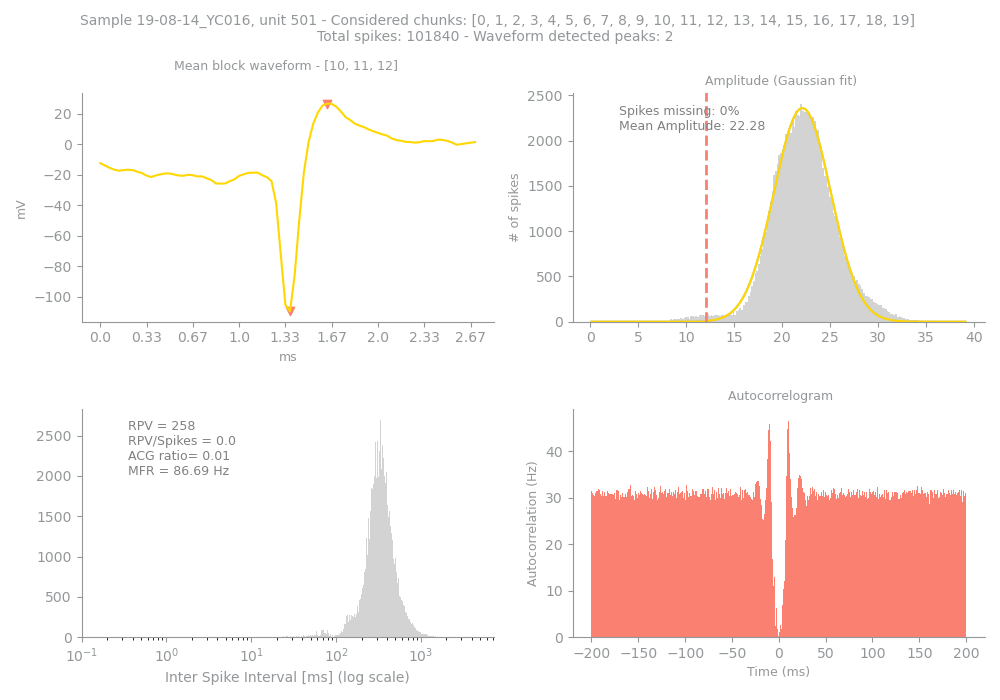 Sample 19-08-14_YC016, unit 501 - Considered chunks: [0, 1, 2, 3, 4, 5, 6, 7, 8, 9, 10, 11, 12, 13, 14, 15, 16, 17, 18, 19]
Total spikes: 101840 - Waveform detected peaks: 2
Mean block waveform - [10, 11, 12]
20
0
−20
−40
−60
−80
−100
mV
0.0 0.33 0.67 1.0 1.33 1.67 2.0 2.33 2.67
ms
Amplitude (Gaussian fit)
Spikes missing: 0%
Mean Amplitude: 22.28
2500
2000
1500
1000
500
0
# of spikes
0 5 10 15 20 25 30 35 40
RPV = 258
RPV/Spikes = 0.0
ACG ratio= 0.01
MFR = 86.69 Hz
2500
2000
1500
1000
500
0
10⁻¹ 10⁰ 10¹ 10² 10³
Inter Spike Interval [ms] (log scale)
Autocorrelogram
40
30
20
10
0
Autocorrelation (Hz)
−200 −150 −100 −50 0 50 100 150 200
Time (ms)